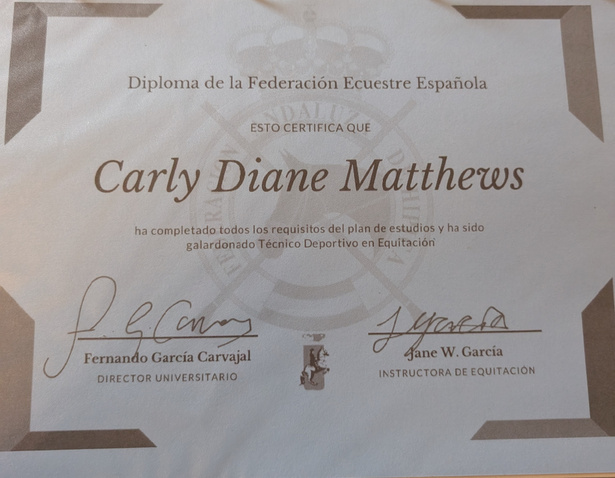 Diploma de la Federación Ecuestre Española
ESTO CERTIFICA QUE
Carly Diane Matthews
ha completado todos los requisitos del plan de estudios y ha sido
galardonado Técnico Deportivo en Equitación
Fernando García Carvajal
DIRECTOR UNIVERSITARIO
Jane W. García
INSTRUCTORA DE EQUITACIÓN